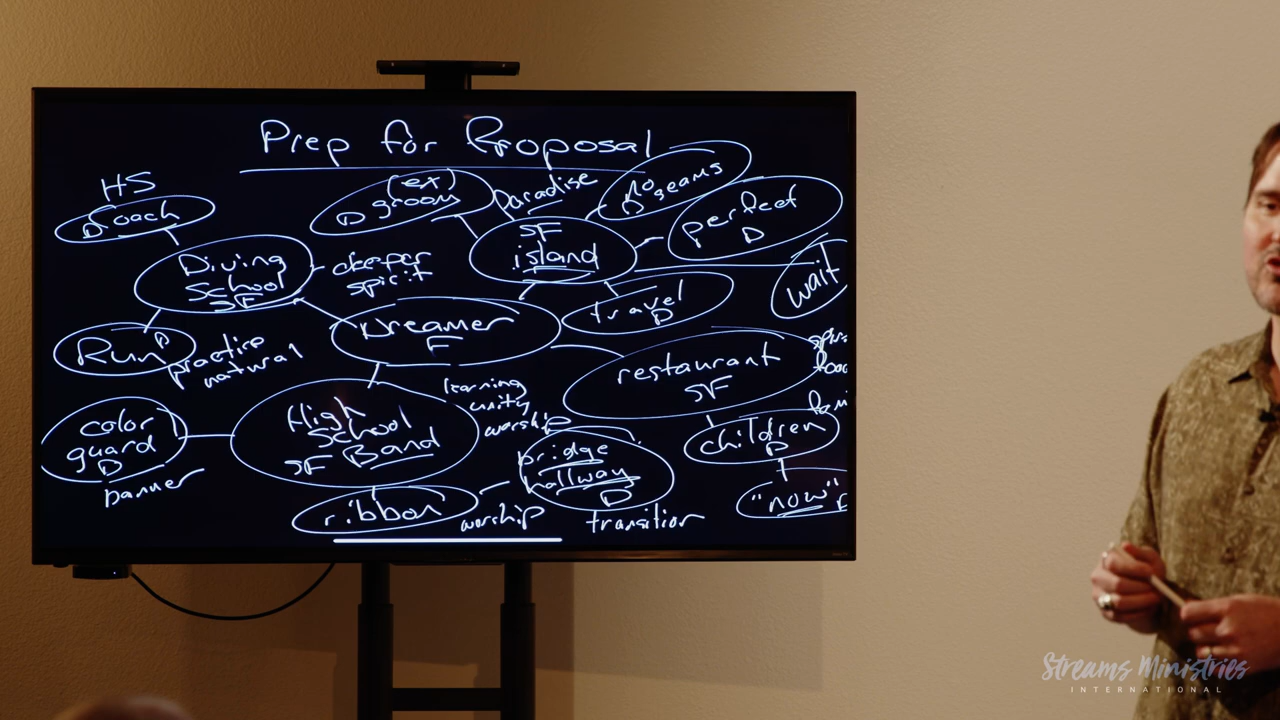 Prep for Proposal
HS
Coach
D
Diving
School
SF
deeper
spirit
Run P
practice
natural
(ex)
groom
D
Paradise
SF
island
no
D seams
perfect
D
wait
travel
P
Dreamer
F
restaurant
SF
children
P
"now"
High
School
SF Band
learning
unity
worship
color
guard
D
banner
ribbon
worship
bridge
hallway
D
transition
Streams Ministries
INTERNATIONAL